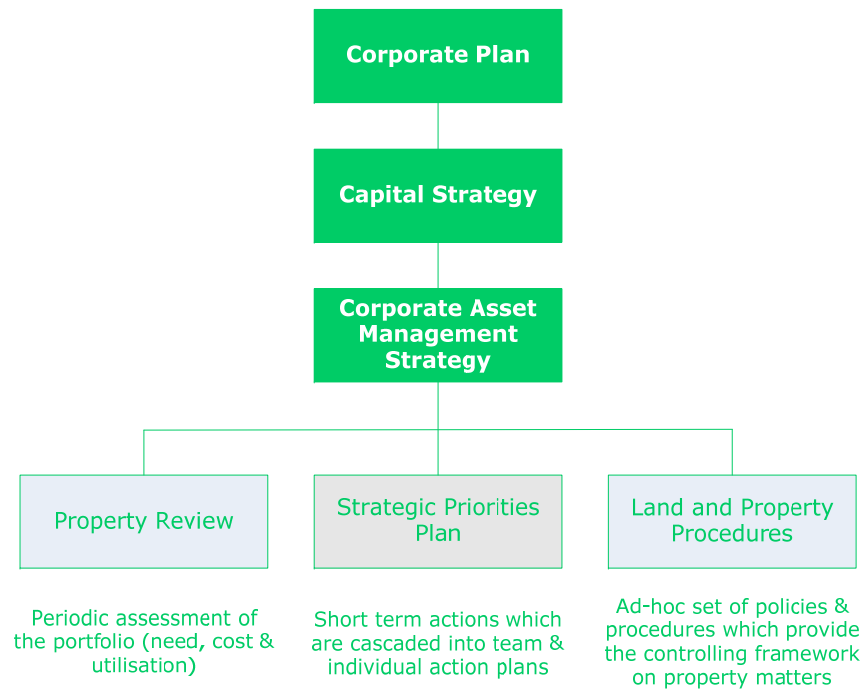 Corporate Plan
Capital Strategy
Corporate Asset
Management
Strategy
Property Review
Strategic Priorities
Plan
Land and Property
Procedures
Periodic assessment of
the portfolio (need, cost &
utilisation)
Short term actions which
are cascaded into team &
individual action plans
Ad-hoc set of policies &
procedures which provide
the controlling framework
on property matters